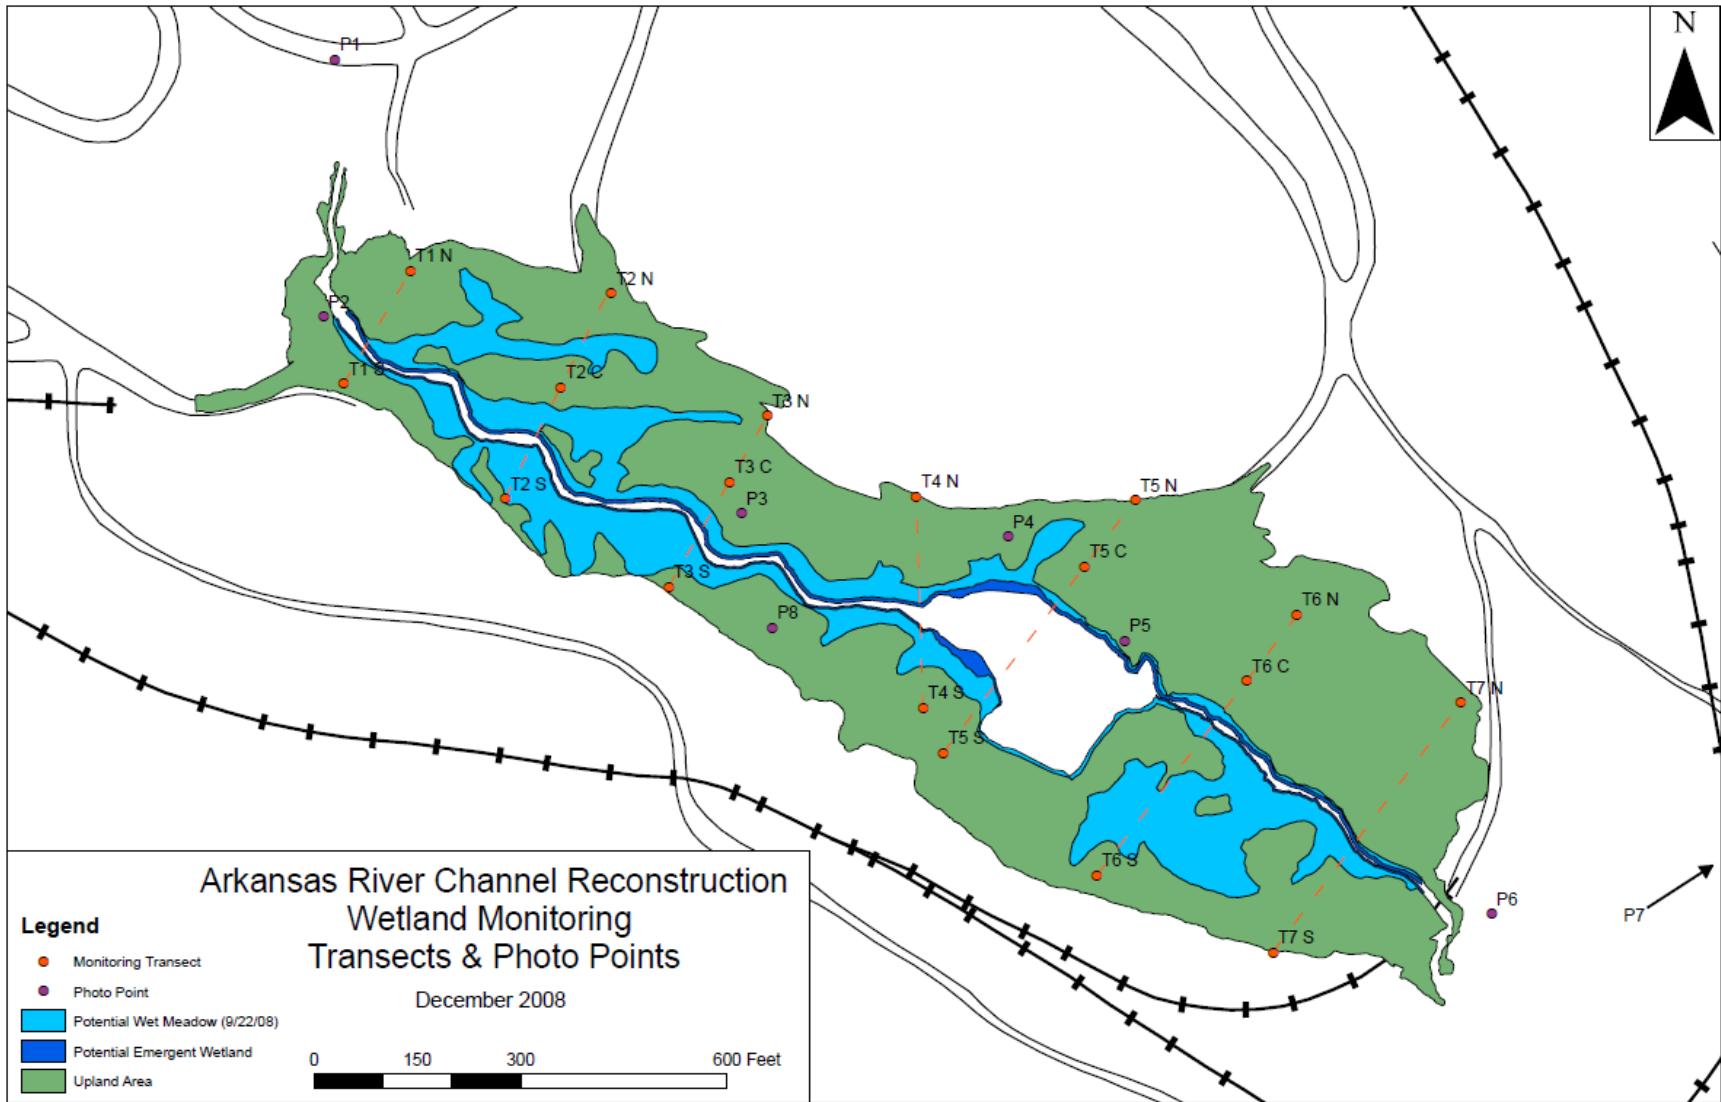 N
P1
T1 N
T2 N
P2
T1 S
T2 C
T3 N
T3 C
T2 S
P3
T4 N
T5 N
P4
T5 C
T3 S
P8
T6 N
P5
T6 C
T4 S
T7 N
T5 S
T6 S
P6
P7
T7 S
Arkansas River Channel Reconstruction
Wetland Monitoring
Transects & Photo Points
December 2008
Legend
Monitoring Transect
Photo Point
Potential Wet Meadow (9/22/08)
Potential Emergent Wetland
Upland Area
0 150 300 600 Feet